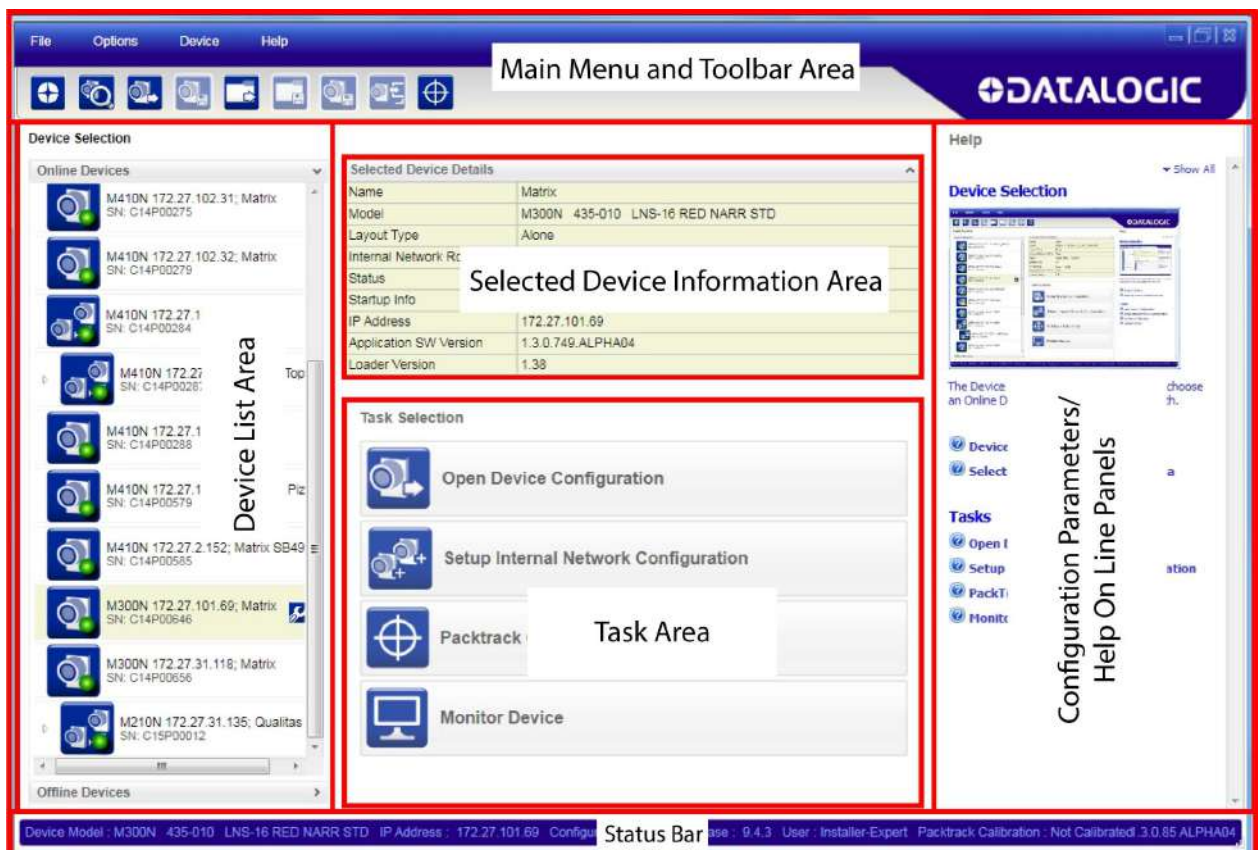 File Options Device Help
Main Menu and Toolbar Area
DATALOGIC
Device Selection
Online Devices
M410N 172.27.102.31; Matrix
SN: C14P00275
M410N 172.27.102.32; Matrix
SN: C14P00279
M410N 172.27.1
SN: C14P00284
M410N 172.27 Top
SN: C14P0028
M410N 172.27.1
SN: C14P00288
M410N 172.27.1 Piz
SN: C14P00579
M410N 172.27.2.152; Matrix SB49
SN: C14P00585
M300N 172.27.101.69; Matrix
SN: C14P00646
M300N 172.27.31.118; Matrix
SN: C14P00656
M210N 172.27.31.135; Qualitas
SN: C15P00012
Offline Devices
Device List Area
Selected Device Details
Name Matrix
Model M300N 435-010 LNS-16 RED NARR STD
Layout Type Alone
Internal Network
Status
Startup Info
IP Address 172.27.101.69
Application SW Version 1.3.0.749.ALPHA04
Loader Version 1.38
Selected Device Information Area
Task Selection
Open Device Configuration
Setup Internal Network Configuration
Packtrack
Monitor Device
Task Area
Help
Show All
Device Selection
The Device choose
an Online D
Device
Select a
Tasks
Open
Setup ation
PackT
Monito
Configuration Parameters/
Help On Line Panels
Device Model : M300N 435-010 LNS-16 RED NARR STD IP Address : 172.27.101.69 Configu ase : 9.4.3 User : Installer-Expert Packtrack Calibration : Not Calibrated .3.0.85 ALPHA04
Status Bar